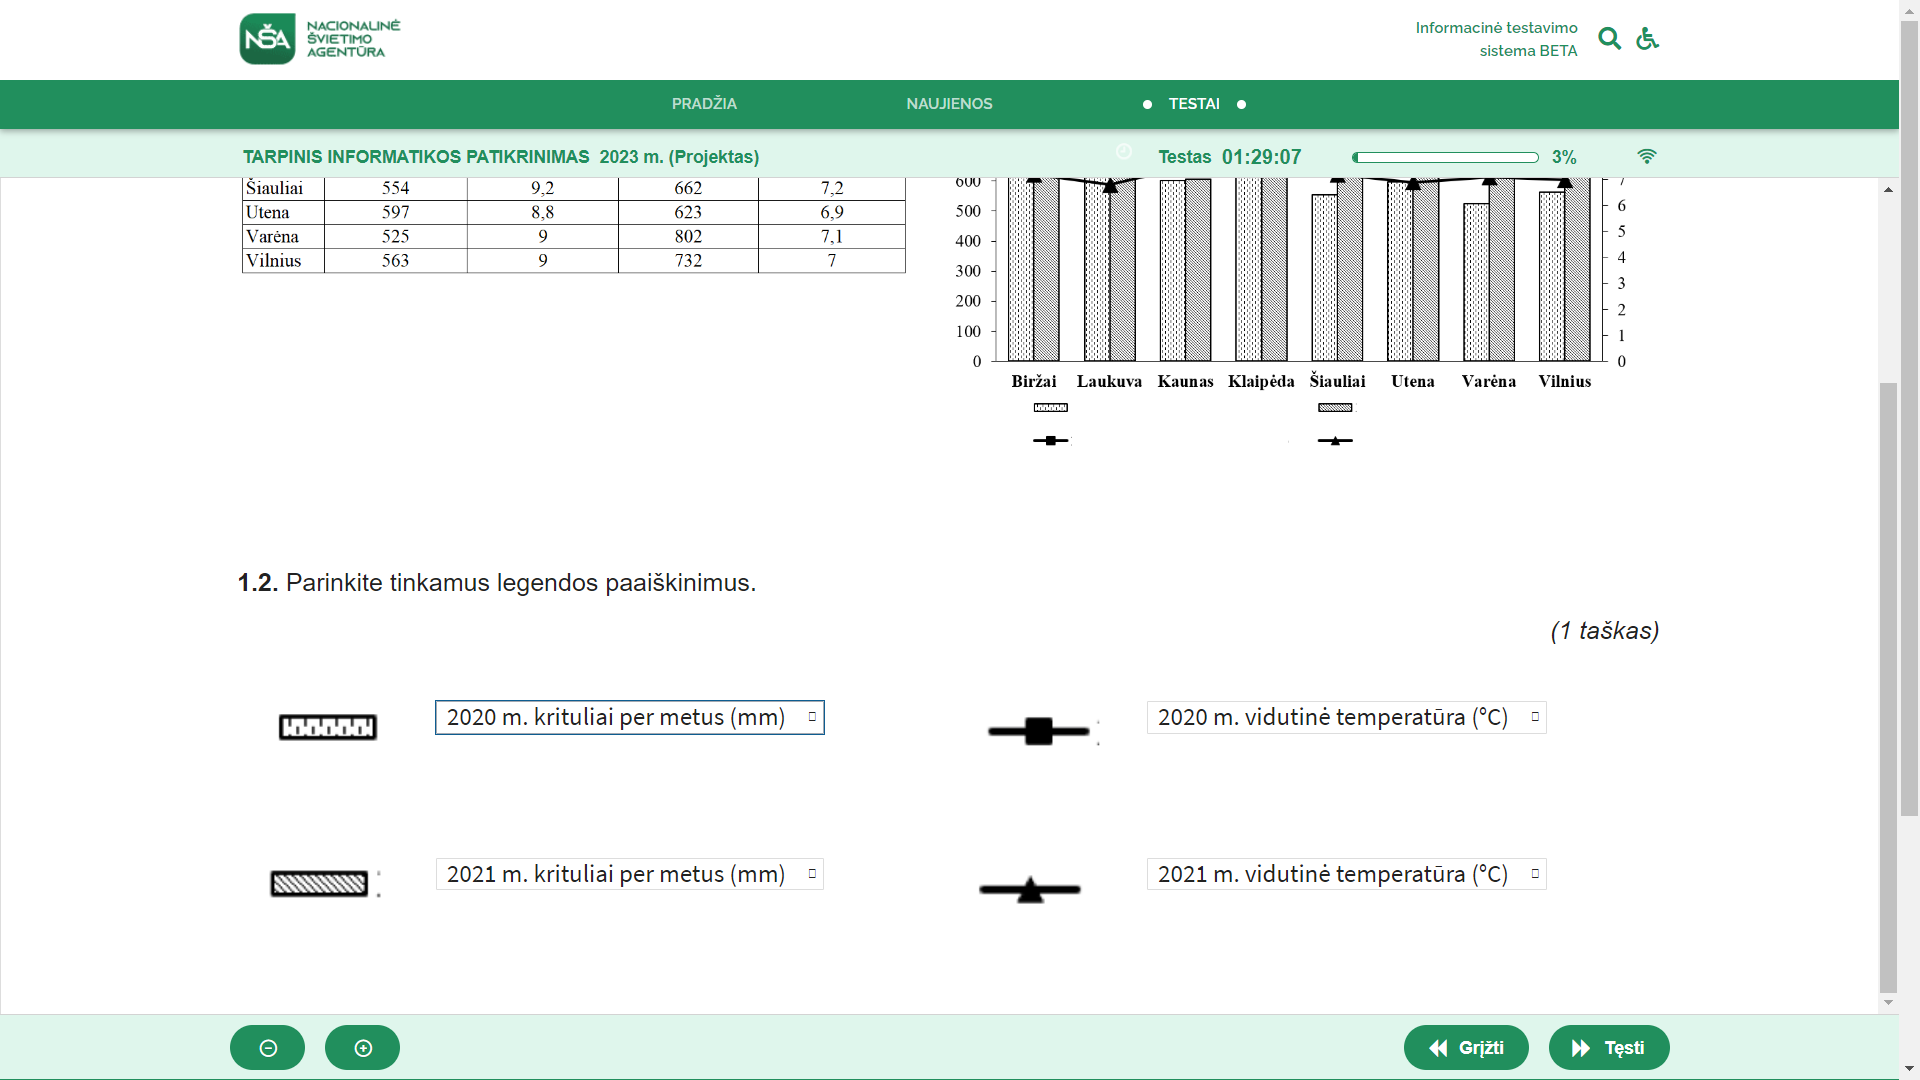 NŠA
NACIONALINĖ
ŠVIETIMO
AGENTŪRA
Informacinė testavimo
sistema BETA
PRADŽIA
NAUJIENOS
TESTAI
TARPINIS INFORMATIKOS PATIKRINIMAS 2023 m. (Projektas)
Testas 01:29:07
3%
Šiauliai 554 9,2 662 7,2
Utena 597 8,8 623 6,9
Varėna 525 9 802 7,1
Vilnius 563 9 732 7
600
500
400
300
200
100
0
7
6
5
4
3
2
1
0
Biržai Laukuva Kaunas Klaipėda Šiauliai Utena Varėna Vilnius
1.2. Parinkite tinkamus legendos paaiškinimus.
(1 taškas)
2020 m. krituliai per metus (mm)
2020 m. vidutinė temperatūra (°C)
2021 m. krituliai per metus (mm)
2021 m. vidutinė temperatūra (°C)
Grįžti
Tęsti